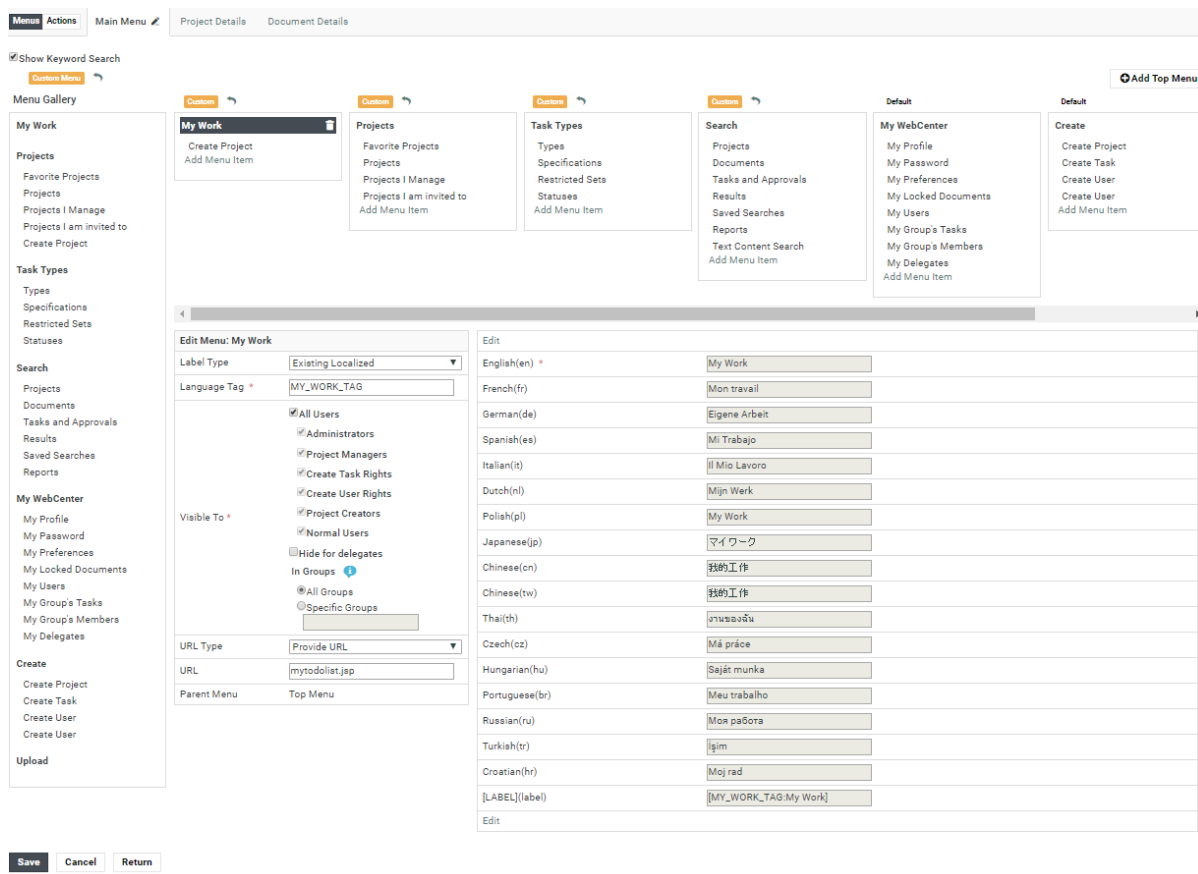 Menus Actions Main Menu Project Details Document Details
Show Keyword Search
Custom Menu
Add Top Menu
Menu Gallery
My Work
Projects
Favorite Projects
Projects
Projects I Manage
Projects I am invited to
Create Project
Task Types
Types
Specifications
Restricted Sets
Statuses
Search
Projects
Documents
Tasks and Approvals
Results
Saved Searches
Reports
My WebCenter
My Profile
My Password
My Preferences
My Locked Documents
My Users
My Group's Tasks
My Group's Members
My Delegates
Create
Create Project
Create Task
Create User
Create User
Upload
Custom
My Work
Create Project
Add Menu Item
Custom
Projects
Favorite Projects
Projects
Projects I Manage
Projects I am invited to
Add Menu Item
Custom
Task Types
Types
Specifications
Restricted Sets
Statuses
Add Menu Item
Custom
Search
Projects
Documents
Tasks and Approvals
Results
Saved Searches
Reports
Text Content Search
Add Menu Item
Default
My WebCenter
My Profile
My Password
My Preferences
My Locked Documents
My Users
My Group's Tasks
My Group's Members
My Delegates
Add Menu Item
Default
Create
Create Project
Create Task
Create User
Create User
Add Menu Item
Edit Menu: My Work
Label Type Existing Localized
Language Tag * MY_WORK_TAG
Visible To *
All Users
Administrators
Project Managers
Create Task Rights
Create User Rights
Project Creators
Normal Users
Hide for delegates
In Groups
All Groups
Specific Groups
URL Type Provide URL
URL mytodolist.jsp
Parent Menu Top Menu
Edit
English(en) * My Work
French(fr) Mon travail
German(de) Eigene Arbeit
Spanish(es) Mi Trabajo
Italian(it) Il Mio Lavoro
Dutch(nl) Mijn Werk
Polish(pl) My Work
Japanese(jp) マイワーク
Chinese(cn) 我的工作
Chinese(tw) 我的工作
Thai(th) งานของฉัน
Czech(cz) Má práce
Hungarian(hu) Saját munka
Portuguese(br) Meu trabalho
Russian(ru) Моя работа
Turkish(tr) İşim
Croatian(hr) Moj rad
[LABEL](label) [MY_WORK_TAG:My Work]
Edit
Save Cancel Return